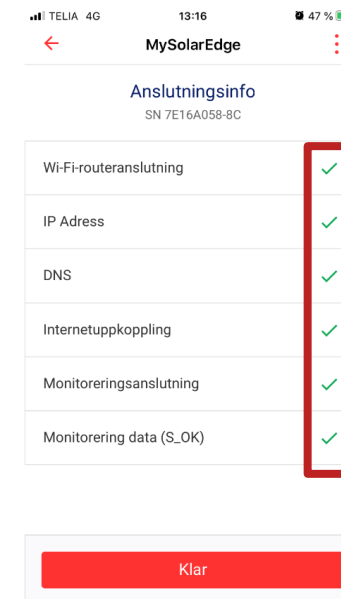 TELIA 4G 13:16 47 %
MySolarEdge
Anslutningsinfo
SN 7E16A058-8C
Wi-Fi-routeranslutning
IP Adress
DNS
Internetuppkoppling
Monitoreringsanslutning
Monitorering data (S_OK)
Klar